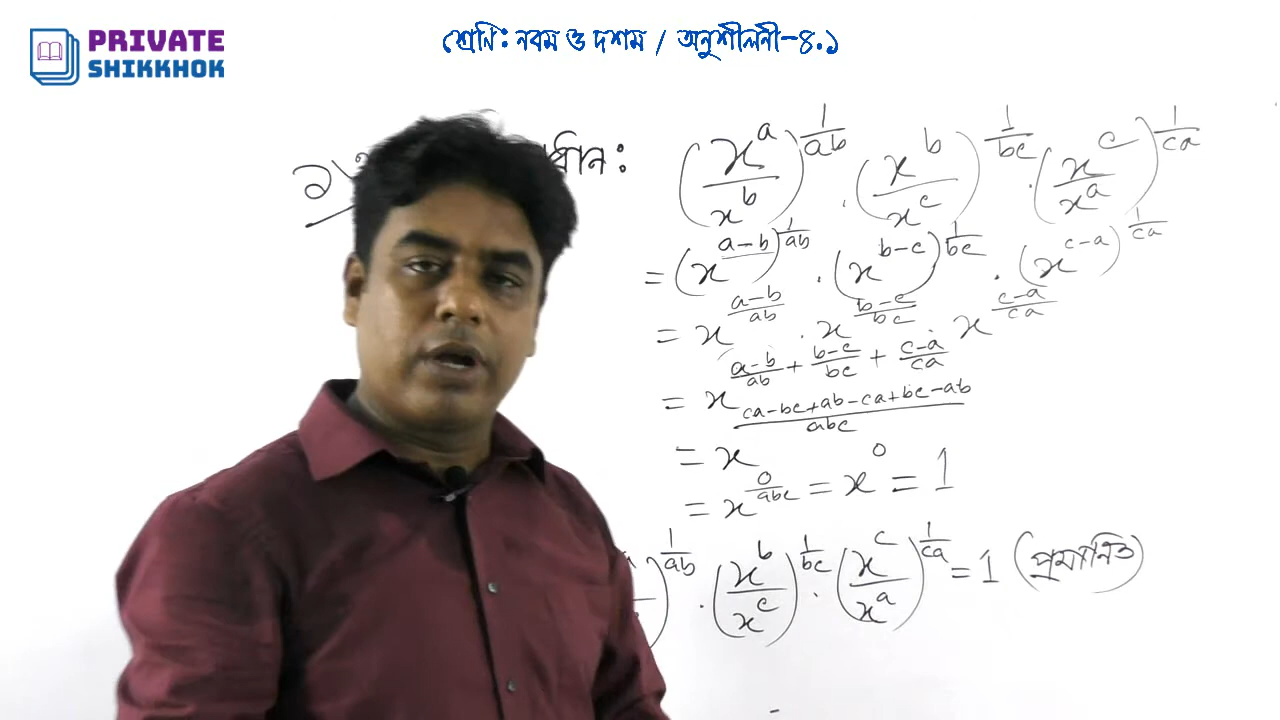 PRIVATE
SHIKKHOK
শ্রেণি: নবম ও দশম / অনুশীলনী-৪.১
(x^a/x^b)^(1/ab) . (x^b/x^c)^(1/bc) . (x^c/x^a)^(1/ca)
= (x^(a-b))^(1/ab) . (x^(b-c))^(1/bc) . (x^(c-a))^(1/ca)
= x^((a-b)/ab) . x^((b-c)/bc) . x^((c-a)/ca)
= x^((a-b)/ab + (b-c)/bc + (c-a)/ca)
= x^((ca-bc+ab-ca+bc-ab)/abc)
= x^(0/abc) = x^0 = 1
)^(1/ab) . (x^b/x^c)^(1/bc) . (x^c/x^a)^(1/ca) = 1 (প্রমাণিত)